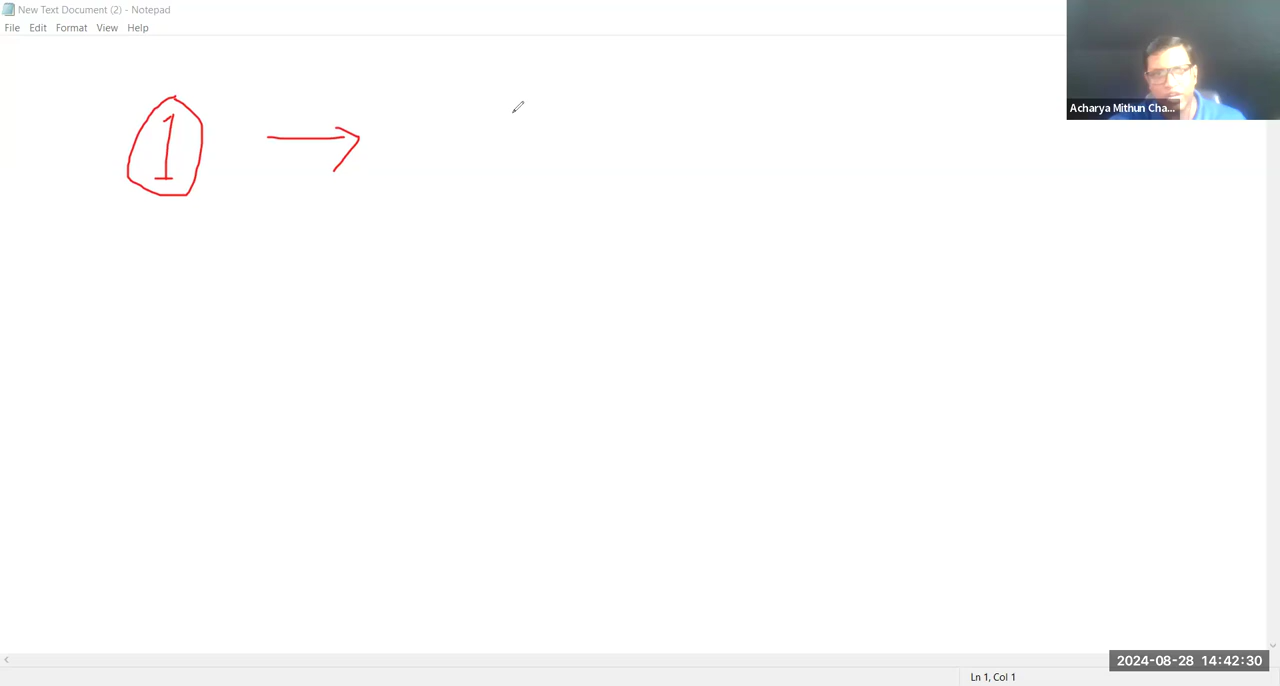 New Text Document (2) - Notepad
File Edit Format View Help
1 →
Acharya Mithun Cha...
2024-08-28 14:42:30
Ln 1, Col 1